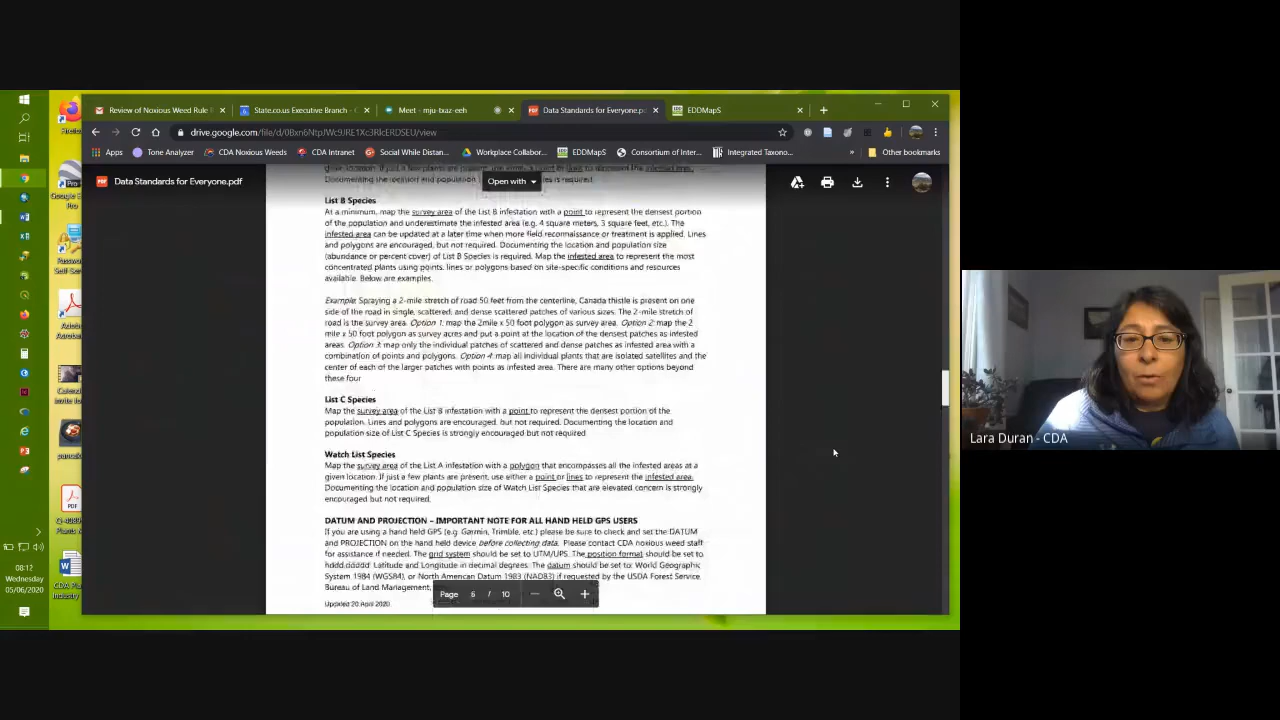 Review of Noxious Weed Rule
State.co.us Executive Branch -
Meet - mju-txaz-eeh
Data Standards for Everyone.pd
EDDMapS
drive.google.com/file/d/0Bxn6NtpJWc9JRE1Xc3RlcERDSEU/view
Apps
Tone Analyzer
CDA Noxious Weeds
CDA Intranet
Social While Distan...
Workplace Collabor...
EDDMapS
Consortium of Inter...
Integrated Taxono...
Other bookmarks
Data Standards for Everyone.pdf
Open with
List B Species
At a minimum, map the survey area of the List B infestation with a point to represent the densest portion
of the population and underestimate the infested area (e.g. 4 square meters, 3 square feet, etc.). The
infested area can be updated at a later time when more field reconnaissance or treatment is applied. Lines
and polygons are encouraged, but not required. Documenting the location and population size
(abundance or percent cover) of List B Species is required. Map the infested area to represent the most
concentrated plants using points, lines or polygons based on site-specific conditions and resources
available. Below are examples.
Example: Spraying a 2-mile stretch of road 50 feet from the centerline, Canada thistle is present on one
side of the road in single, scattered, and dense scattered patches of various sizes. The 2-mile stretch of
road is the survey area. Option 1: map the 2mile x 50 foot polygon as survey area. Option 2: map the 2
mile x 50 foot polygon as survey acres and put a point at the location of the densest patches as infested
areas. Option 3: map only the individual patches of scattered and dense patches as infested area with a
combination of points and polygons. Option 4: map all individual plants that are isolated satellites and the
center of each of the larger patches with points as infested area. There are many other options beyond
these four
List C Species
Map the survey area of the List B infestation with a point to represent the densest portion of the
population. Lines and polygons are encouraged, but not required. Documenting the location and
population size of List C Species is strongly encouraged but not required
Watch List Species
Map the survey area of the List A infestation with a polygon that encompasses all the infested areas at a
given location. If just a few plants are present, use either a point or lines to represent the infested area.
Documenting the location and population size of Watch List Species that are elevated concern is strongly
encouraged but not required.
DATUM AND PROJECTION – IMPORTANT NOTE FOR ALL HAND HELD GPS USERS
If you are using a hand held GPS (e.g. Garmin, Trimble, etc.) please be sure to check and set the DATUM
and PROJECTION on the hand held device before collecting data. Please contact CDA noxious weed staff
for assistance if needed. The grid system should be set to UTM/UPS. The position format should be set to
hddd.ddddd Latitude and Longitude in decimal degrees. The datum should be set to: World Geographic
System 1984 (WGS84), or North American Datum 1983 (NAD83) if requested by the USDA Forest Service
Bureau of Land Management,
Updated 20 April 2020
Page 6 / 10
08:12
Wednesday
05/06/2020
Lara Duran - CDA